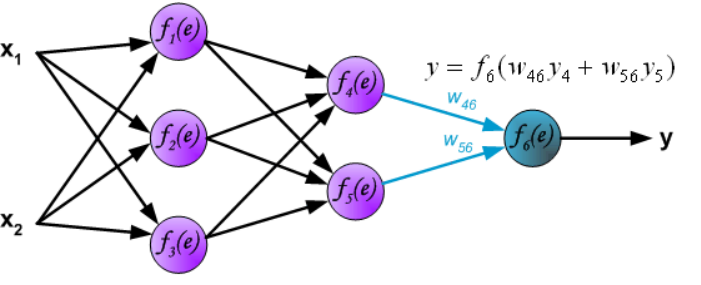 x₁
x₂
f₁(e)
f₂(e)
f₃(e)
f₄(e)
f₅(e)
y = f₆(w₄₆y₄ + w₅₆y₅)
w₄₆
w₅₆
f₆(e)
y